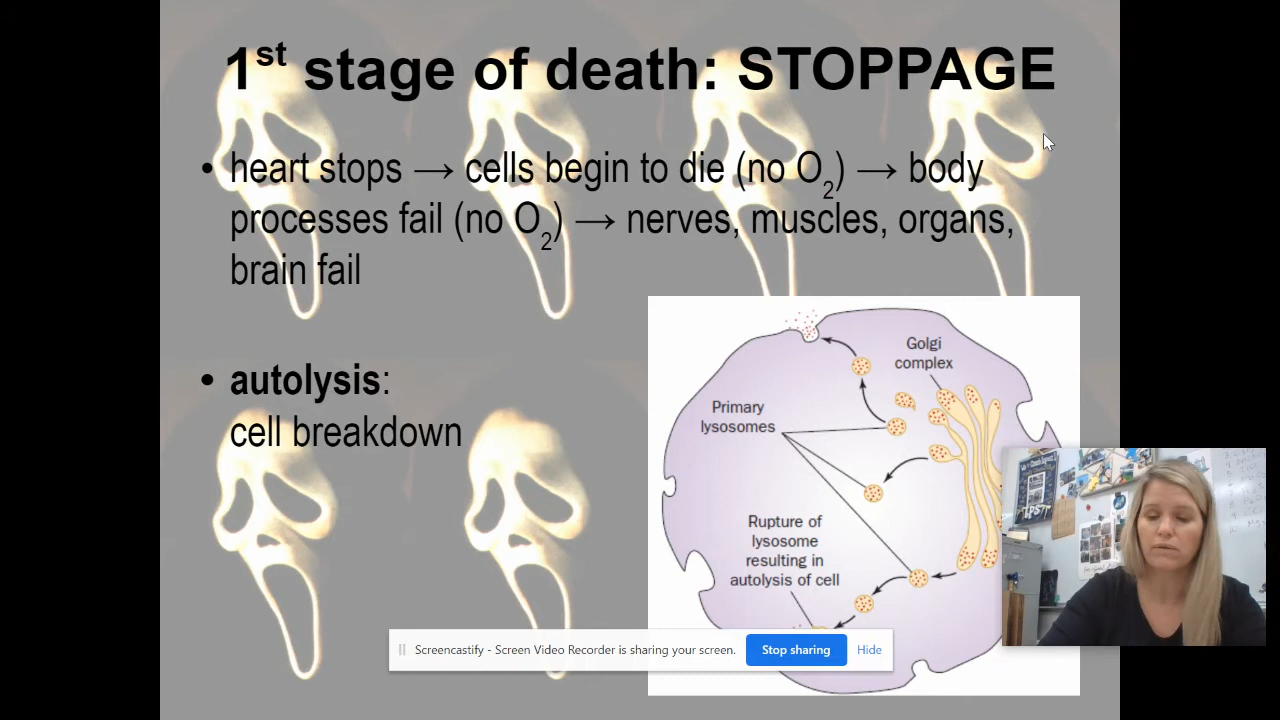 1st stage of death: STOPPAGE
• heart stops → cells begin to die (no O2) → body
processes fail (no O2) → nerves, muscles, organs,
brain fail
• autolysis:
cell breakdown
Golgi
complex
Primary
lysosomes
Rupture of
lysosome
resulting in
autolysis of cell
Screencastify - Screen Video Recorder is sharing your screen.
Stop sharing
Hide